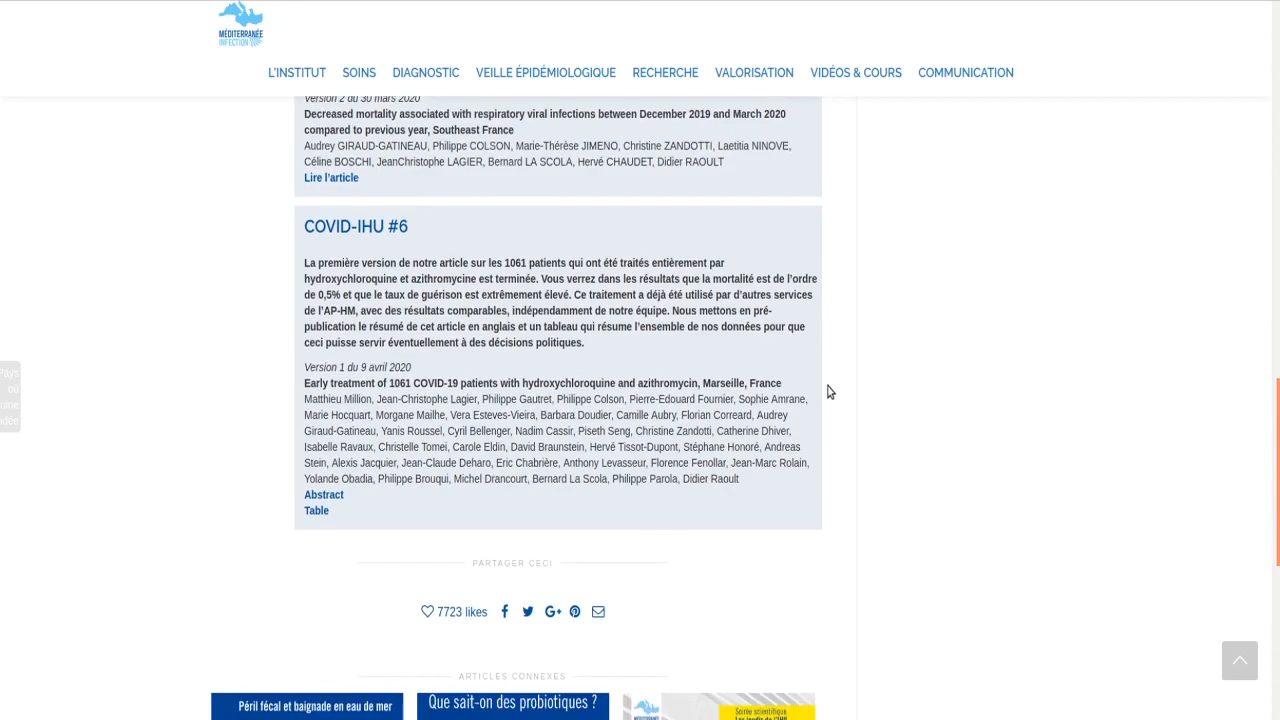 MÉDITERRANÉE
INFECTION
L'INSTITUT SOINS DIAGNOSTIC VEILLE ÉPIDÉMIOLOGIQUE RECHERCHE VALORISATION VIDÉOS & COURS COMMUNICATION
Version 2 du 30 mars 2020
Decreased mortality associated with respiratory viral infections between December 2019 and March 2020
compared to previous year, Southeast France
Audrey GIRAUD-GATINEAU, Philippe COLSON, Marie-Thérèse JIMENO, Christine ZANDOTTI, Laetitia NINOVE,
Céline BOSCHI, JeanChristophe LAGIER, Bernard LA SCOLA, Hervé CHAUDET, Didier RAOULT
Lire l'article
COVID-IHU #6
La première version de notre article sur les 1061 patients qui ont été traités entièrement par
hydroxychloroquine et azithromycine est terminée. Vous verrez dans les résultats que la mortalité est de l'ordre
de 0,5% et que le taux de guérison est extrêmement élevé. Ce traitement a déjà été utilisé par d'autres services
de l'AP-HM, avec des résultats comparables, indépendamment de notre équipe. Nous mettons en pré-
publication le résumé de cet article en anglais et un tableau qui résume l'ensemble de nos données pour que
ceci puisse servir éventuellement à des décisions politiques.
Version 1 du 9 avril 2020
Early treatment of 1061 COVID-19 patients with hydroxychloroquine and azithromycin, Marseille, France
Matthieu Million, Jean-Christophe Lagier, Philippe Gautret, Philippe Colson, Pierre-Edouard Fournier, Sophie Amrane,
Marie Hocquart, Morgane Mailhe, Vera Esteves-Vieira, Barbara Doudier, Camille Aubry, Florian Correard, Audrey
Giraud-Gatineau, Yanis Roussel, Cyril Bellenger, Nadim Cassir, Piseth Seng, Christine Zandotti, Catherine Dhiver,
Isabelle Ravaux, Christelle Tomei, Carole Eldin, David Braunstein, Hervé Tissot-Dupont, Stéphane Honoré, Andreas
Stein, Alexis Jacquier, Jean-Claude Deharo, Eric Chabrière, Anthony Levasseur, Florence Fenollar, Jean-Marc Rolain,
Yolande Obadia, Philippe Brouqui, Michel Drancourt, Bernard La Scola, Philippe Parola, Didier Raoult
Abstract
Table
Pays
où
PARTAGER CECI
7723 likes
ARTICLES CONNEXES
Péril fécal et baignade en eau de mer
Que sait-on des probiotiques ?
Soirée scientifique